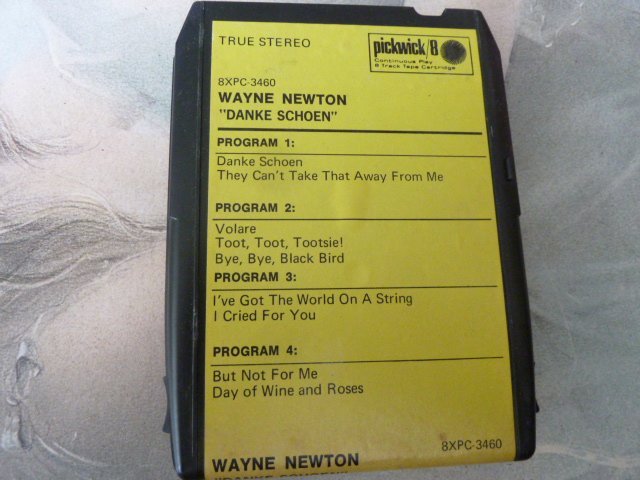 TRUE STEREO
pickwick/8
Continuous Play
8 Track Tape Cartridge
8XPC-3460
WAYNE NEWTON
"DANKE SCHOEN"
PROGRAM 1:
Danke Schoen
They Can't Take That Away From Me
PROGRAM 2:
Volare
Toot, Toot, Tootsie!
Bye, Bye, Black Bird
PROGRAM 3:
I've Got The World On A String
I Cried For You
PROGRAM 4:
But Not For Me
Day of Wine and Roses
8XPC-3460
WAYNE NEWTON
"DANKE SCHOEN"